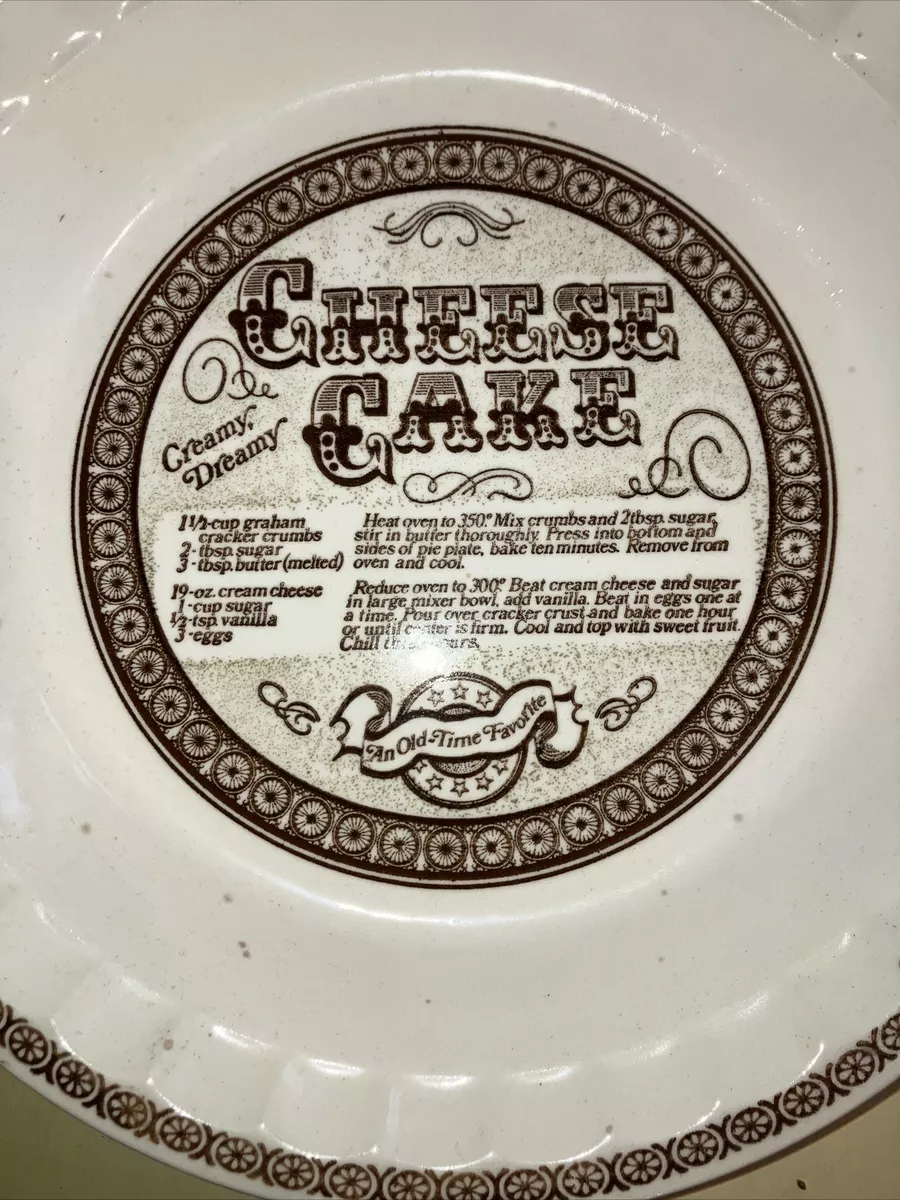 CHEESE
CAKE
Creamy,
Dreamy
1 1/2-cup graham
cracker crumbs
2-tbsp. sugar
3-tbsp. butter (melted)
19-oz. cream cheese
1-cup sugar
1/2-tsp. vanilla
3-eggs
Heat oven to 350.° Mix crumbs and 2 tbsp. sugar,
stir in butter thoroughly. Press into bottom and
sides of pie plate, bake ten minutes. Remove from
oven and cool.
Reduce oven to 300.° Beat cream cheese and sugar
in large mixer bowl, add vanilla. Beat in eggs one at
a time. Pour over cracker crust and bake one hour
or until center is firm. Cool and top with sweet fruit.
Chill
An Old-Time Favorite